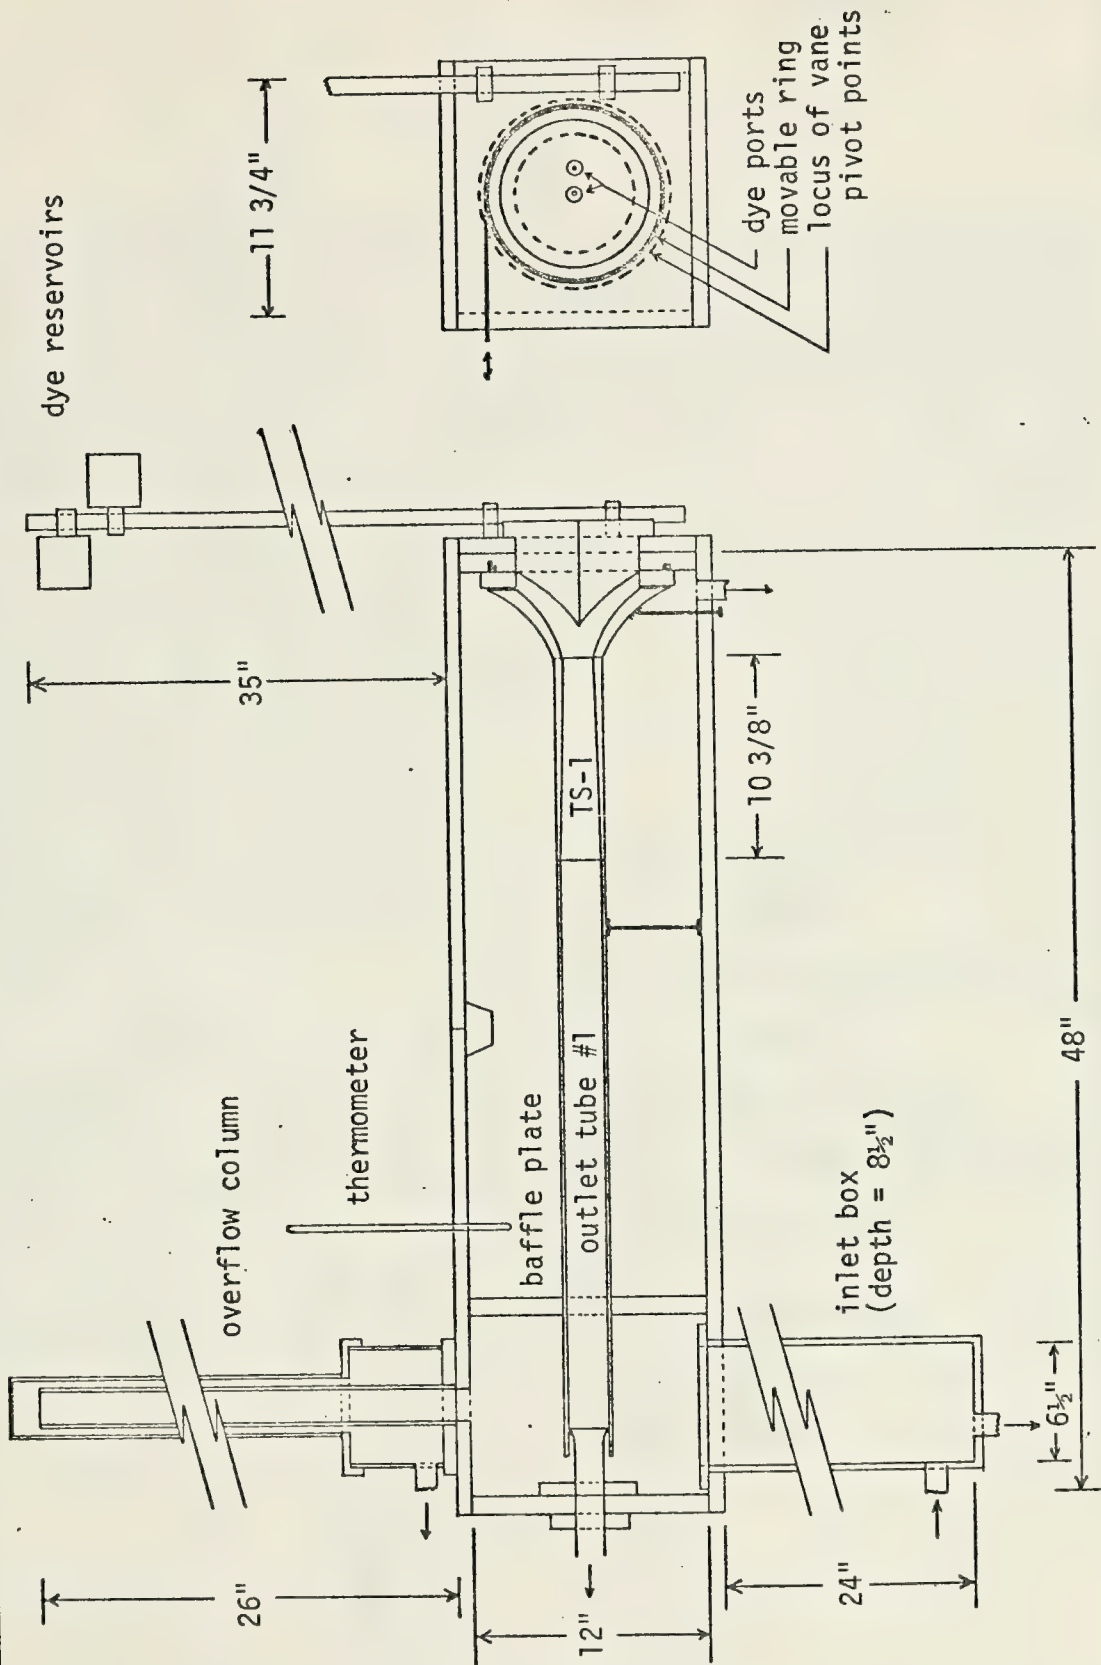 dye reservoirs
11 3/4"
dye ports
movable ring
locus of vane
pivot points
35"
TS-1
10 3/8"
overflow column
thermometer
baffle plate
outlet tube #1
inlet box
(depth = 8½")
48"
6½"
26"
12"
24"